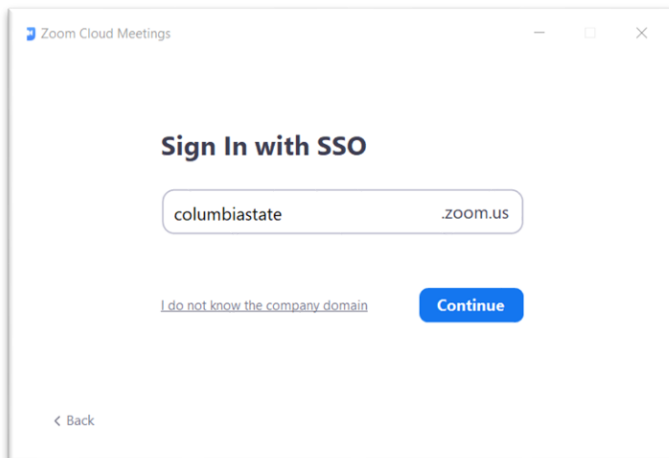 Zoom Cloud Meetings
Sign In with SSO
columbiastate .zoom.us
I do not know the company domain Continue
Back